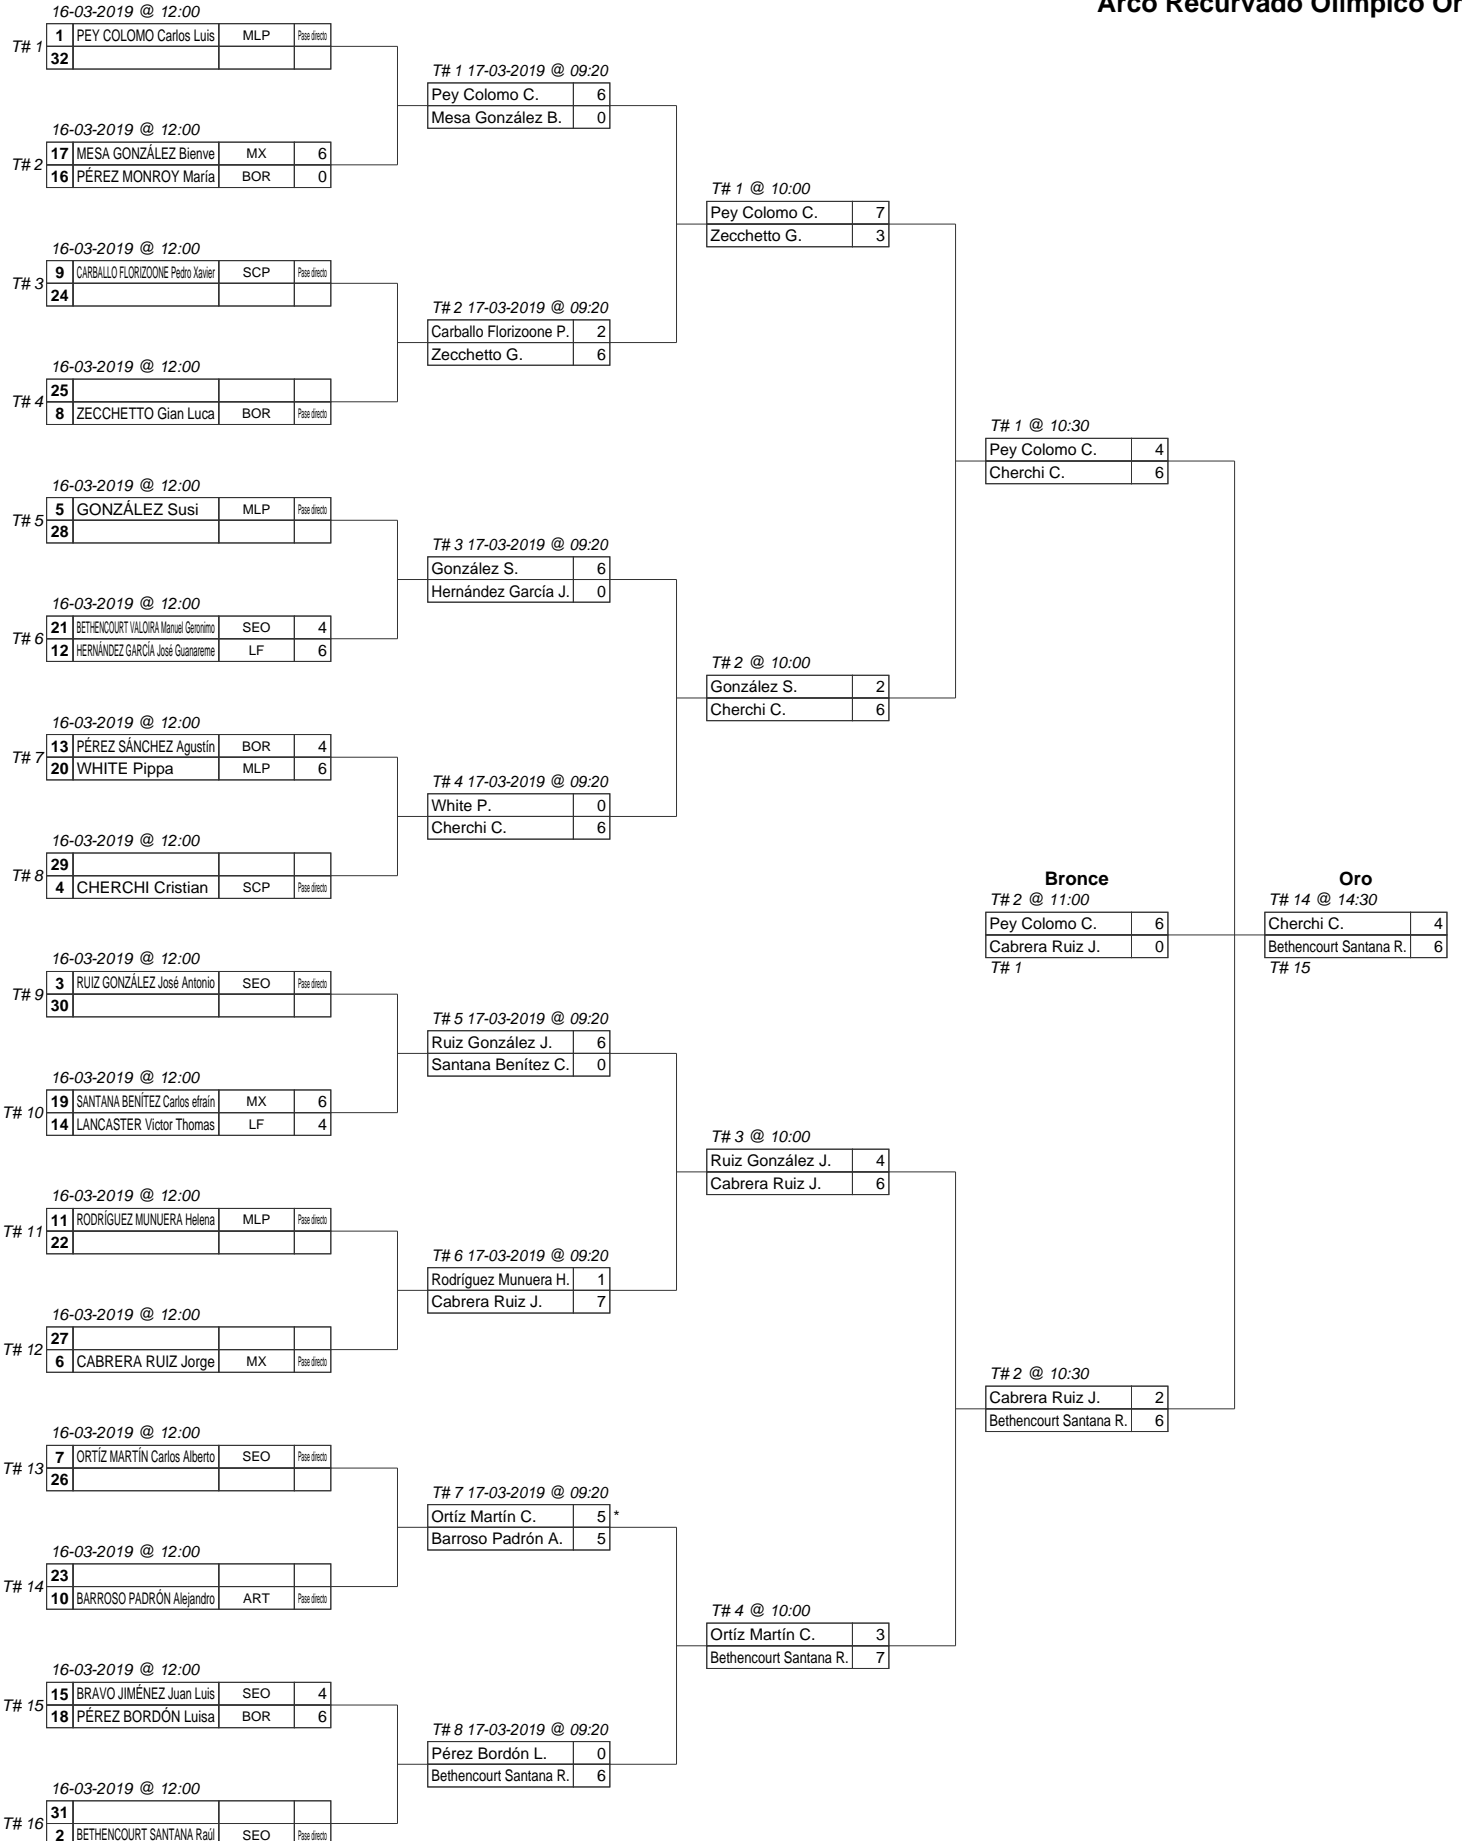 Arco Recurvado Olímpico Or
16-03-2019 @ 12:00
T# 1
1 PEY COLOMO Carlos Luis MLP Pase directo
32
16-03-2019 @ 12:00
T# 2
17 MESA GONZÁLEZ Bienve MX 6
16 PÉREZ MONROY María BOR 0
16-03-2019 @ 12:00
T# 3
9 CARBALLO FLORIZOONE Pedro Xavier SCP Pase directo
24
16-03-2019 @ 12:00
T# 4
25
8 ZECCHETTO Gian Luca BOR Pase directo
16-03-2019 @ 12:00
T# 5
5 GONZÁLEZ Susi MLP Pase directo
28
16-03-2019 @ 12:00
T# 6
21 BETHENCOURT VALOIRA Manuel Geronimo SEO 4
12 HERNÁNDEZ GARCÍA José Guanareme LF 6
16-03-2019 @ 12:00
T# 7
13 PÉREZ SÁNCHEZ Agustín BOR 4
20 WHITE Pippa MLP 6
16-03-2019 @ 12:00
T# 8
29
4 CHERCHI Cristian SCP Pase directo
16-03-2019 @ 12:00
T# 9
3 RUIZ GONZÁLEZ José Antonio SEO Pase directo
30
16-03-2019 @ 12:00
T# 10
19 SANTANA BENÍTEZ Carlos efraín MX 6
14 LANCASTER Victor Thomas LF 4
16-03-2019 @ 12:00
T# 11
11 RODRÍGUEZ MUNUERA Helena MLP Pase directo
22
16-03-2019 @ 12:00
T# 12
27
6 CABRERA RUIZ Jorge MX Pase directo
16-03-2019 @ 12:00
T# 13
7 ORTÍZ MARTÍN Carlos Alberto SEO Pase directo
26
16-03-2019 @ 12:00
T# 14
23
10 BARROSO PADRÓN Alejandro ART Pase directo
16-03-2019 @ 12:00
T# 15
15 BRAVO JIMÉNEZ Juan Luis SEO 4
18 PÉREZ BORDÓN Luisa BOR 6
16-03-2019 @ 12:00
T# 16
31
2 BETHENCOURT SANTANA Raúl SEO Pase directo
T# 1 17-03-2019 @ 09:20
Pey Colomo C. 6
Mesa González B. 0
T# 2 17-03-2019 @ 09:20
Carballo Florizoone P. 2
Zecchetto G. 6
T# 3 17-03-2019 @ 09:20
González S. 6
Hernández García J. 0
T# 4 17-03-2019 @ 09:20
White P. 0
Cherchi C. 6
T# 5 17-03-2019 @ 09:20
Ruiz González J. 6
Santana Benítez C. 0
T# 6 17-03-2019 @ 09:20
Rodríguez Munuera H. 1
Cabrera Ruiz J. 7
T# 7 17-03-2019 @ 09:20
Ortíz Martín C. 5 *
Barroso Padrón A. 5
T# 8 17-03-2019 @ 09:20
Pérez Bordón L. 0
Bethencourt Santana R. 6
T# 1 @ 10:00
Pey Colomo C. 7
Zecchetto G. 3
T# 2 @ 10:00
González S. 2
Cherchi C. 6
T# 3 @ 10:00
Ruiz González J. 4
Cabrera Ruiz J. 6
T# 4 @ 10:00
Ortíz Martín C. 3
Bethencourt Santana R. 7
T# 1 @ 10:30
Pey Colomo C. 4
Cherchi C. 6
T# 2 @ 10:30
Cabrera Ruiz J. 2
Bethencourt Santana R. 6
Bronce
T# 2 @ 11:00
Pey Colomo C. 6
Cabrera Ruiz J. 0
T# 1
Oro
T# 14 @ 14:30
Cherchi C. 4
Bethencourt Santana R. 6
T# 15